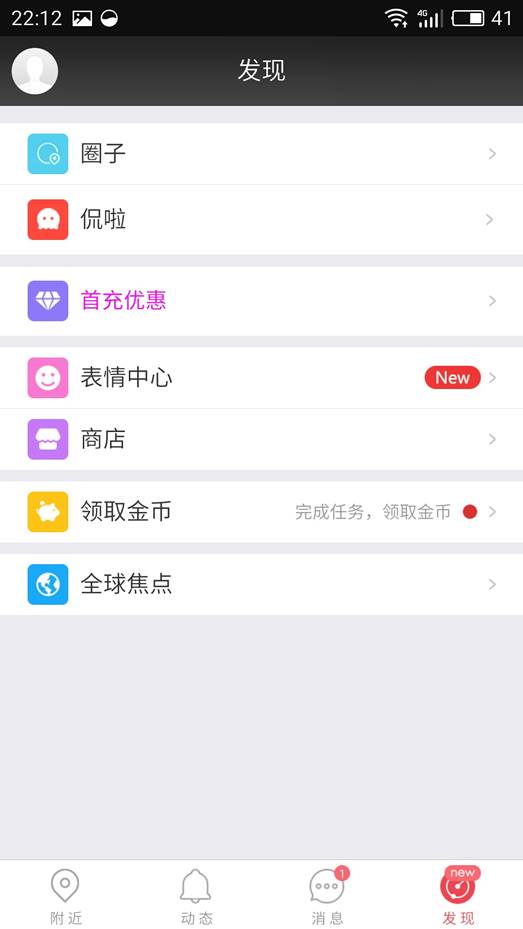 22:12
4G
41
发现
圈子
侃啦
首充优惠
表情中心
New
商店
领取金币
完成任务，领取金币
全球焦点
附近
动态
1
消息
new
发现